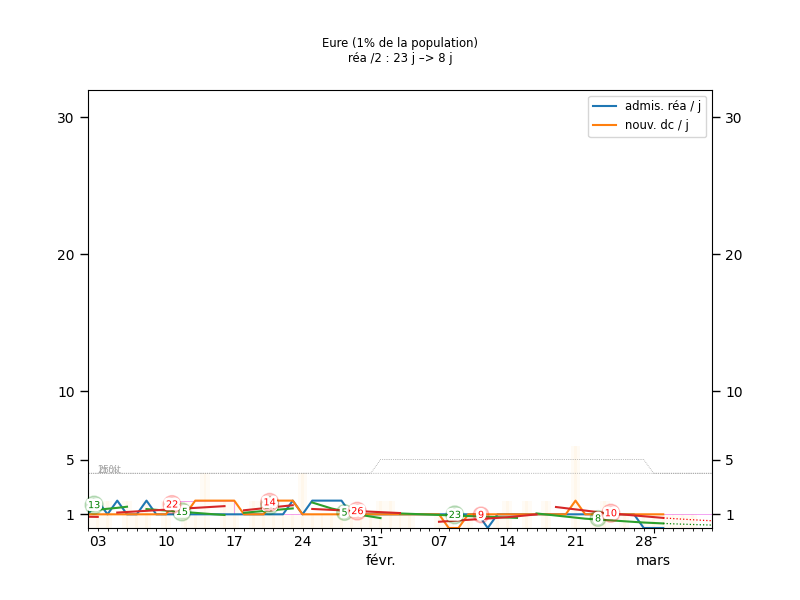 Eure (1% de la population)
réa /2 : 23 j –> 8 j
admis. réa / j
nouv. dc / j
30 30
20 20
10 10
5 5
1 1
13 22 15 14 5 26 23 9 8 10
03 10 17 24 31 07 14 21 28
févr. mars